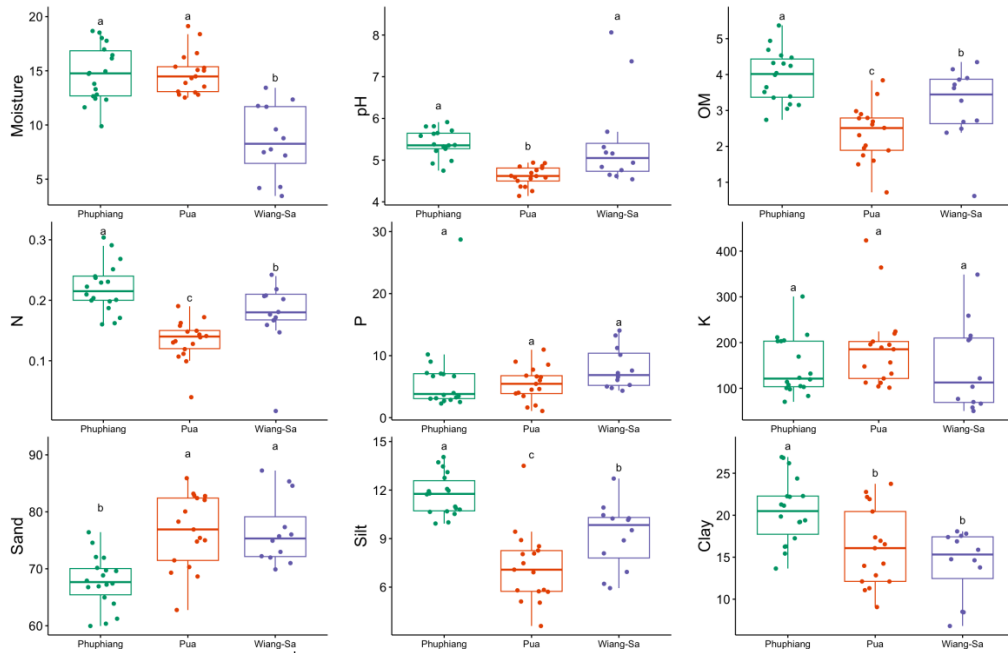 Moisture
20
15
10
5
a
a
b
Phuphiang Pua Wiang-Sa
pH
8
7
6
5
4
a
b
a
Phuphiang Pua Wiang-Sa
OM
5
4
3
2
1
a
c
b
Phuphiang Pua Wiang-Sa
N
0.3
0.2
0.1
a
c
b
Phuphiang Pua Wiang-Sa
P
30
20
10
0
a
a
a
Phuphiang Pua Wiang-Sa
K
400
300
200
100
a
a
a
Phuphiang Pua Wiang-Sa
Sand
90
80
70
60
b
a
a
Phuphiang Pua Wiang-Sa
Silt
15
12
9
6
a
c
b
Phuphiang Pua Wiang-Sa
Clay
25
20
15
10
a
b
b
Phuphiang Pua Wiang-Sa